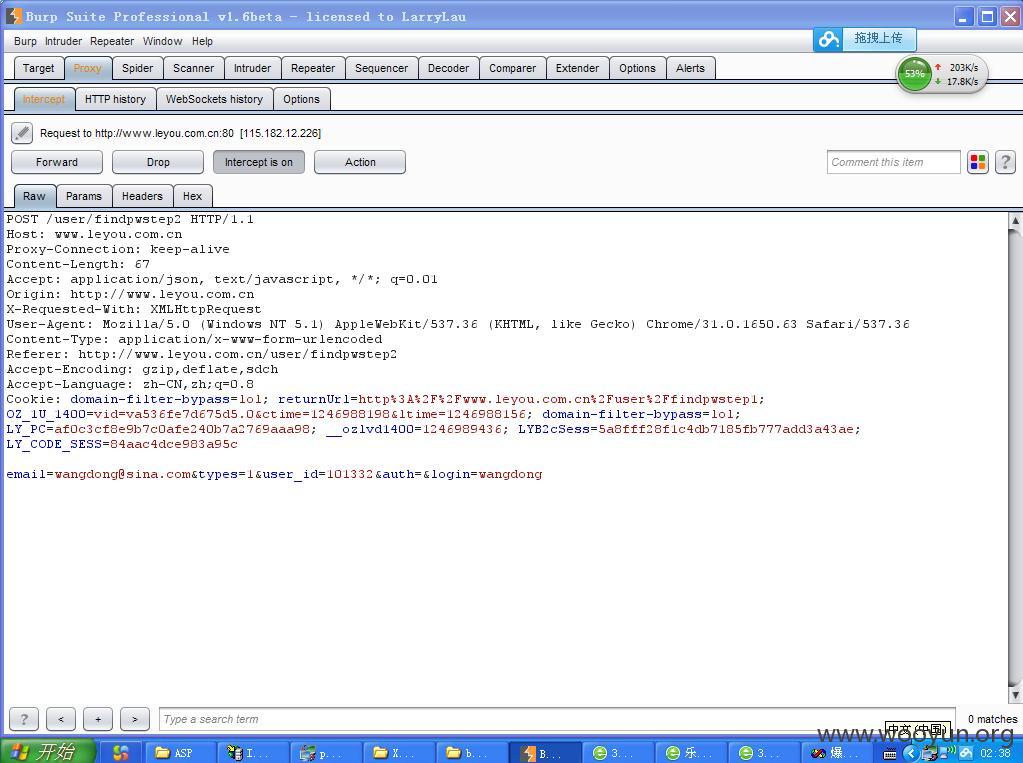 Burp Suite Professional v1.6beta - licensed to LarryLau
Burp Intruder Repeater Window Help
拖拽上传
Target Proxy Spider Scanner Intruder Repeater Sequencer Decoder Comparer Extender Options Alerts
53% 203K/s
17.8K/s
Intercept HTTP history WebSockets history Options
Request to http://www.leyou.com.cn:80 [115.182.12.226]
Forward Drop Intercept is on Action Comment this item ?
Raw Params Headers Hex
POST /user/findpwstep2 HTTP/1.1
Host: www.leyou.com.cn
Proxy-Connection: keep-alive
Content-Length: 67
Accept: application/json, text/javascript, */*; q=0.01
Origin: http://www.leyou.com.cn
X-Requested-With: XMLHttpRequest
User-Agent: Mozilla/5.0 (Windows NT 5.1) AppleWebKit/537.36 (KHTML, like Gecko) Chrome/31.0.1650.63 Safari/537.36
Content-Type: application/x-www-form-urlencoded
Referer: http://www.leyou.com.cn/user/findpwstep2
Accept-Encoding: gzip,deflate,sdch
Accept-Language: zh-CN,zh;q=0.8
Cookie: domain-filter-bypass=lol; returnUrl=http%3A%2F%2Fwww.leyou.com.cn%2Fuser%2Ffindpwstep1;
OZ_1U_1400=vid=va536fe7d675d5.0&ctime=1246988198&ltime=1246988156; domain-filter-bypass=lol;
LY_PC=af0c3cf8e9b7c0afe240b7a2769aaa98; __ozlvd1400=1246989436; LYB2cSess=5a8fff28f1c4db7185fb777add3a43ae;
LY_CODE_SESS=84aac4dce983a95c
email=wangdong@sina.com&types=1&user_id=101332&auth=&login=wangdong
? < + > Type a search term 0 matches
中文(中国)
www.wooyun.org
开始 ASP I... p... X... b... B... 3... 乐... 3... 爆... 02:38